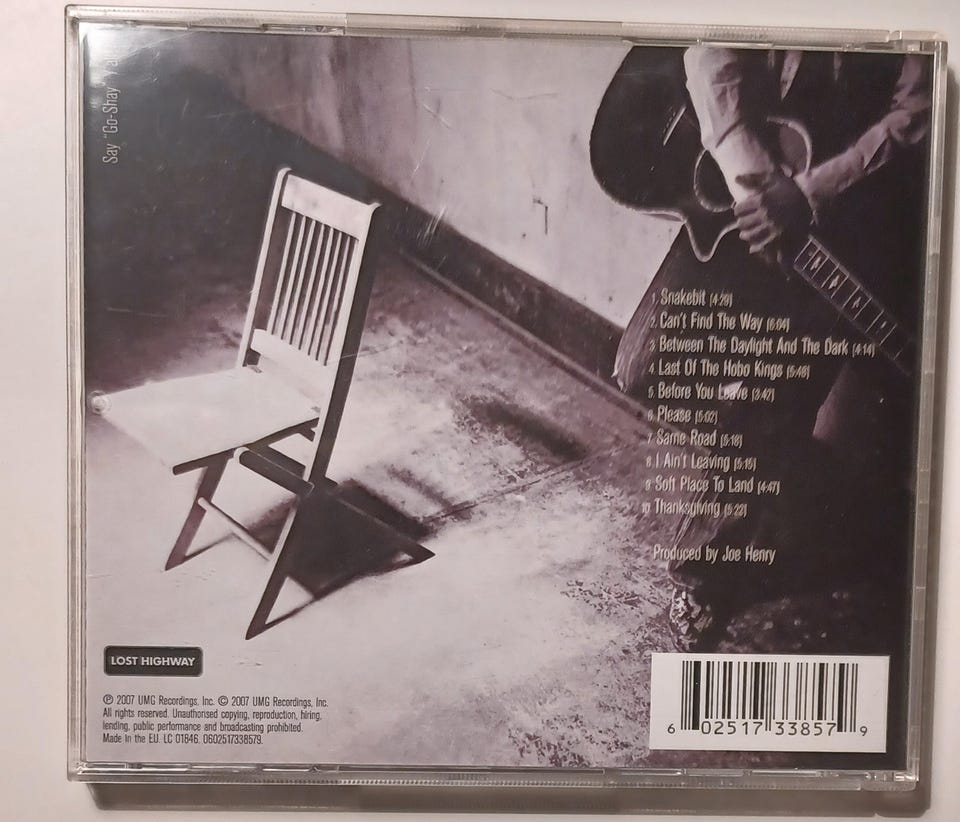 Say "Go-Shay"
1. Snakebit [4:29]
2. Can't Find The Way [6:04]
3. Between The Daylight And The Dark [4:14]
4. Last Of The Hobo Kings [5:46]
5. Before You Leave [3:42]
6. Please [5:02]
7. Same Road [5:18]
8. I Ain't Leaving [5:15]
9. Soft Place To Land [4:47]
10. Thanksgiving [5:22]
Produced by Joe Henry
LOST HIGHWAY
℗ 2007 UMG Recordings, Inc. © 2007 UMG Recordings, Inc.
All rights reserved. Unauthorised copying, reproduction, hiring,
lending, public performance and broadcasting prohibited.
Made in the EU. LC 01846. 0602517338579.
6 02517 33857 9